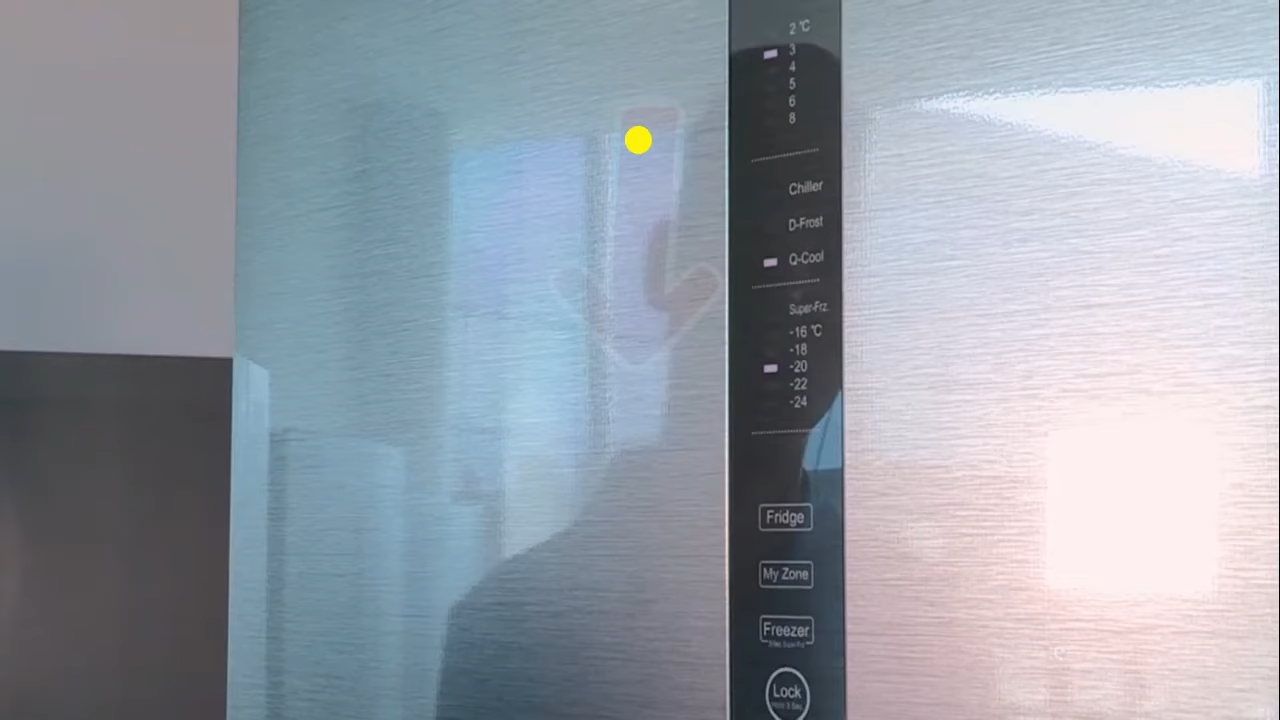 2 °C
3
4
5
6
8
Chiller
D-Frost
Q-Cool
Super-Frz.
-16 °C
-18
-20
-22
-24
Fridge
My Zone
Freezer
Lock